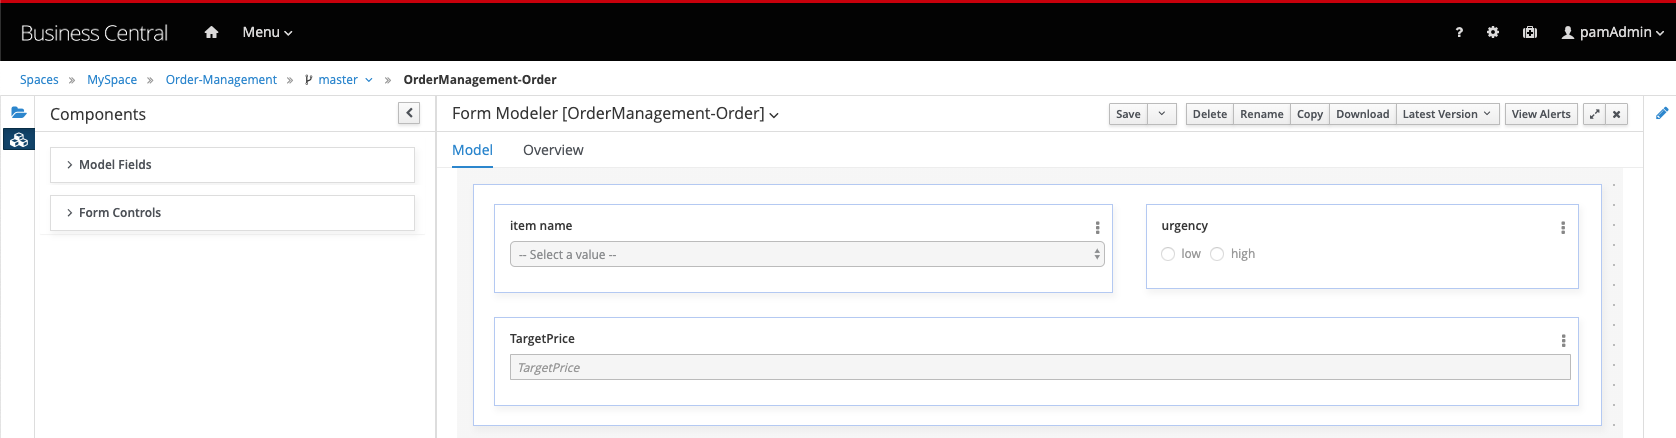 Business Central Menu ? pamAdmin
Spaces » MySpace » Order-Management » master » OrderManagement-Order
Components
Form Modeler [OrderManagement-Order]
Save Delete Rename Copy Download Latest Version View Alerts
Model Overview
Model Fields
Form Controls
item name
-- Select a value --
urgency
low high
TargetPrice
TargetPrice